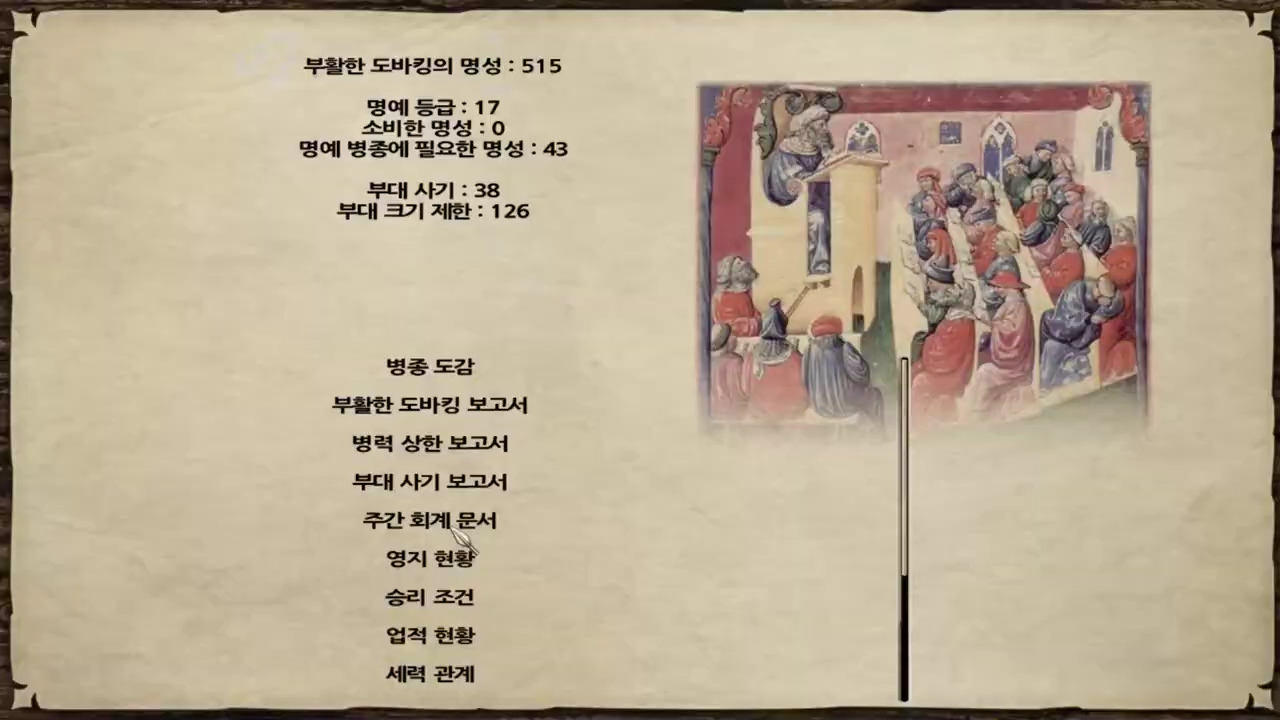 부활한 도바킹의 명성 : 515
명예 등급 : 17
소비한 명성 : 0
명예 병종에 필요한 명성 : 43
부대 사기 : 38
부대 크기 제한 : 126
병종 도감
부활한 도바킹 보고서
병력 상한 보고서
부대 사기 보고서
주간 회계 문서
영지 현황
승리 조건
업적 현황
세력 관계